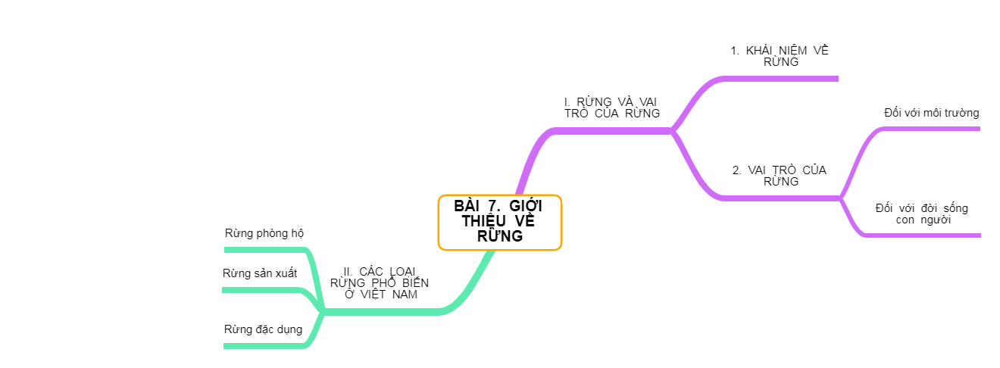 BÀI 7. GIỚI
THIỆU VỀ
RỪNG
I. RỪNG VÀ VAI
TRÒ CỦA RỪNG
1. KHÁI NIỆM VỀ
RỪNG
2. VAI TRÒ CỦA
RỪNG
Đối với môi trường
Đối với đời sống
con người
II. CÁC LOẠI
RỪNG PHỔ BIẾN
Ở VIỆT NAM
Rừng phòng hộ
Rừng sản xuất
Rừng đặc dụng